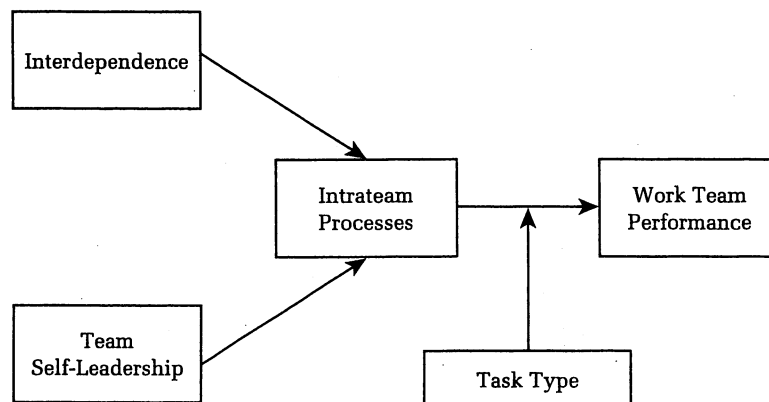 Interdependence
Intrateam
Processes
Work Team
Performance
Team
Self-Leadership
Task Type